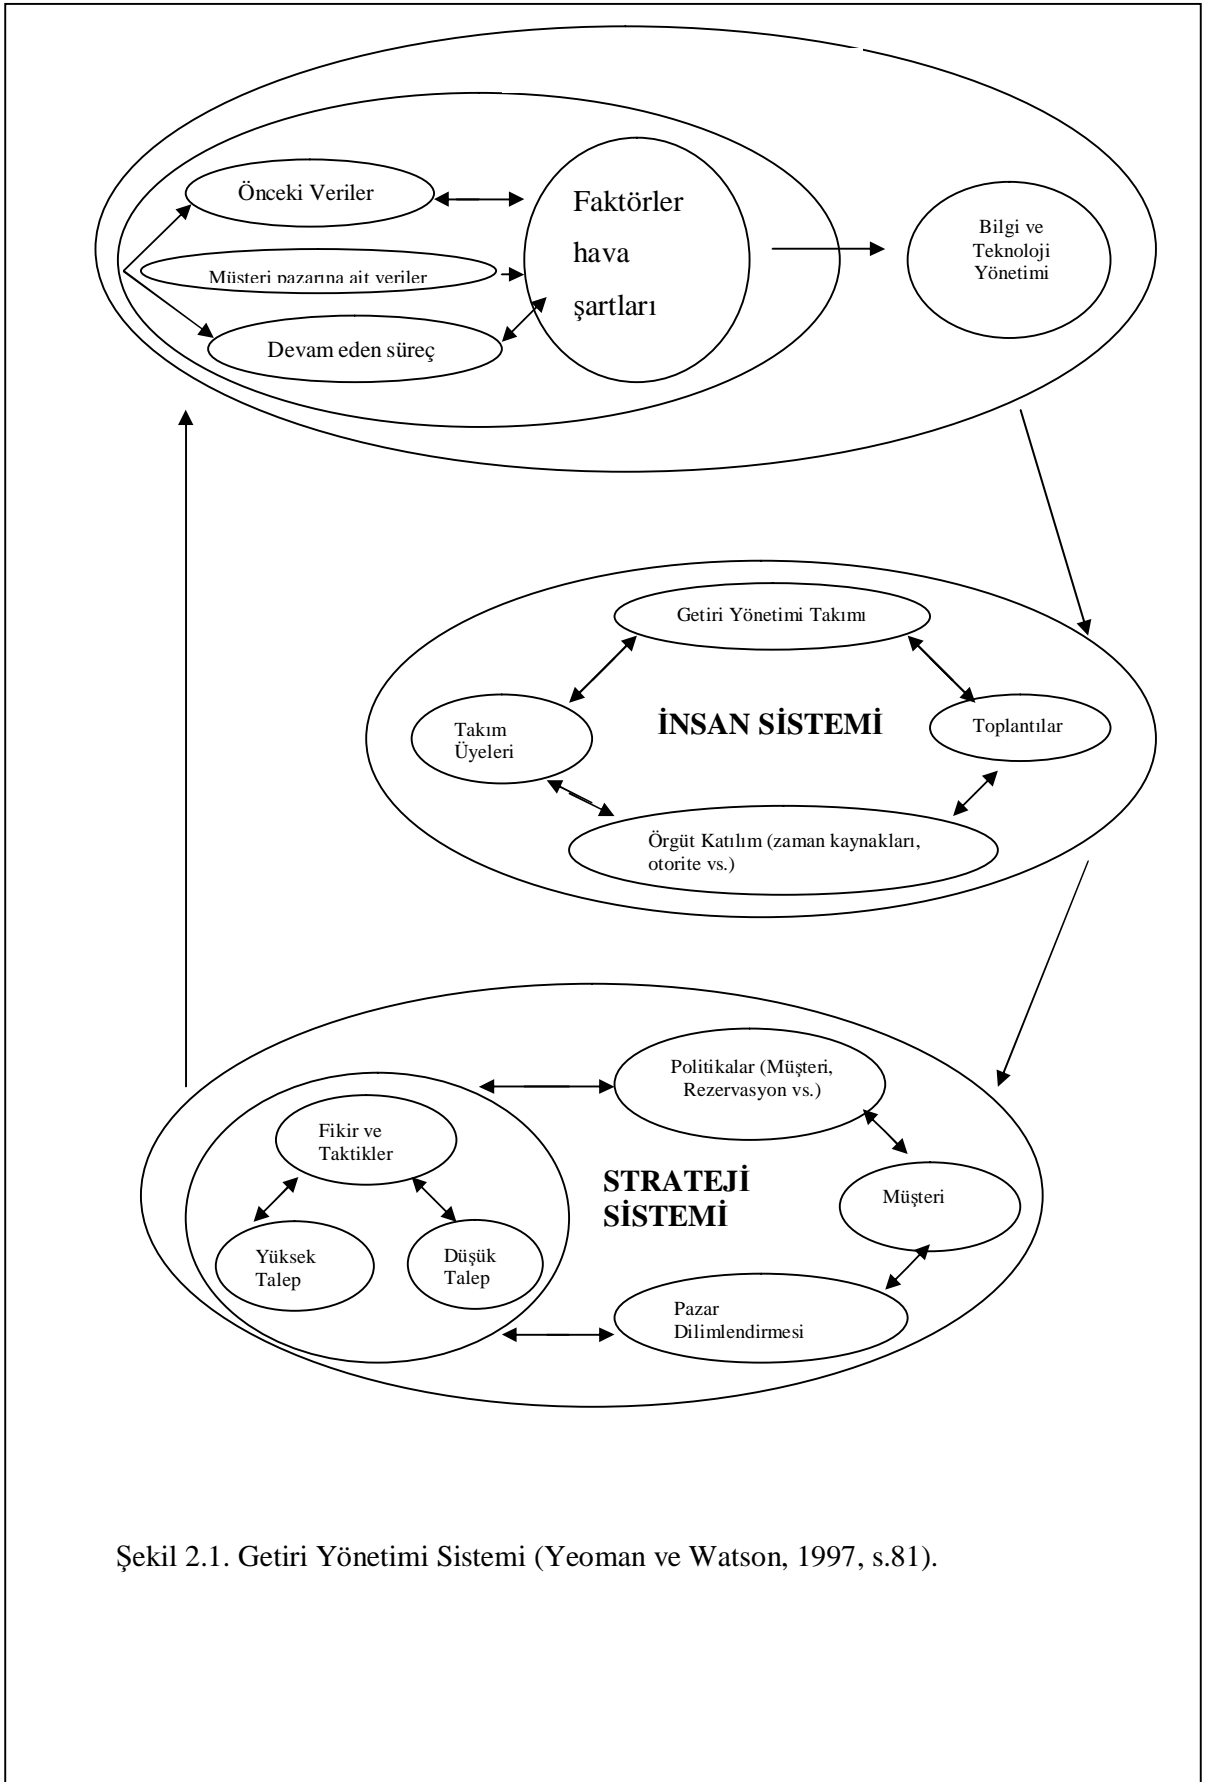 Önceki Veriler
Faktörler
hava
şartları
Müşteri pazarına ait veriler
Devam eden süreç
Bilgi ve
Teknoloji
Yönetimi
Getiri Yönetimi Takımı
Takım
Üyeleri
İNSAN SİSTEMİ
Toplantılar
Örgüt Katılım (zaman kaynakları,
otorite vs.)
Politikalar (Müşteri,
Rezervasyon vs.)
Fikir ve
Taktikler
STRATEJİ
SİSTEMİ
Müşteri
Yüksek
Talep
Düşük
Talep
Pazar
Dilimlendirmesi
Şekil 2.1. Getiri Yönetimi Sistemi (Yeoman ve Watson, 1997, s.81).